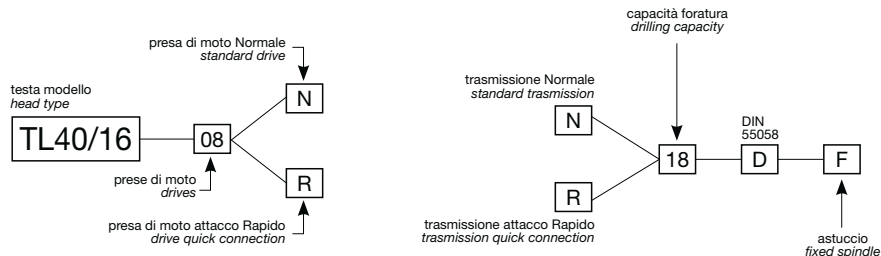 presa di moto Normale
standard drive
testa modello
head type
N
TL40/16
08
prese di moto
drives
R
presa di moto attacco Rapido
drive quick connection
capacità foratura
drilling capacity
trasmissione Normale
standard trasmission
N
DIN
55058
18
D
F
R
trasmissione attacco Rapido
trasmission quick connection
astuccio
fixed spindle